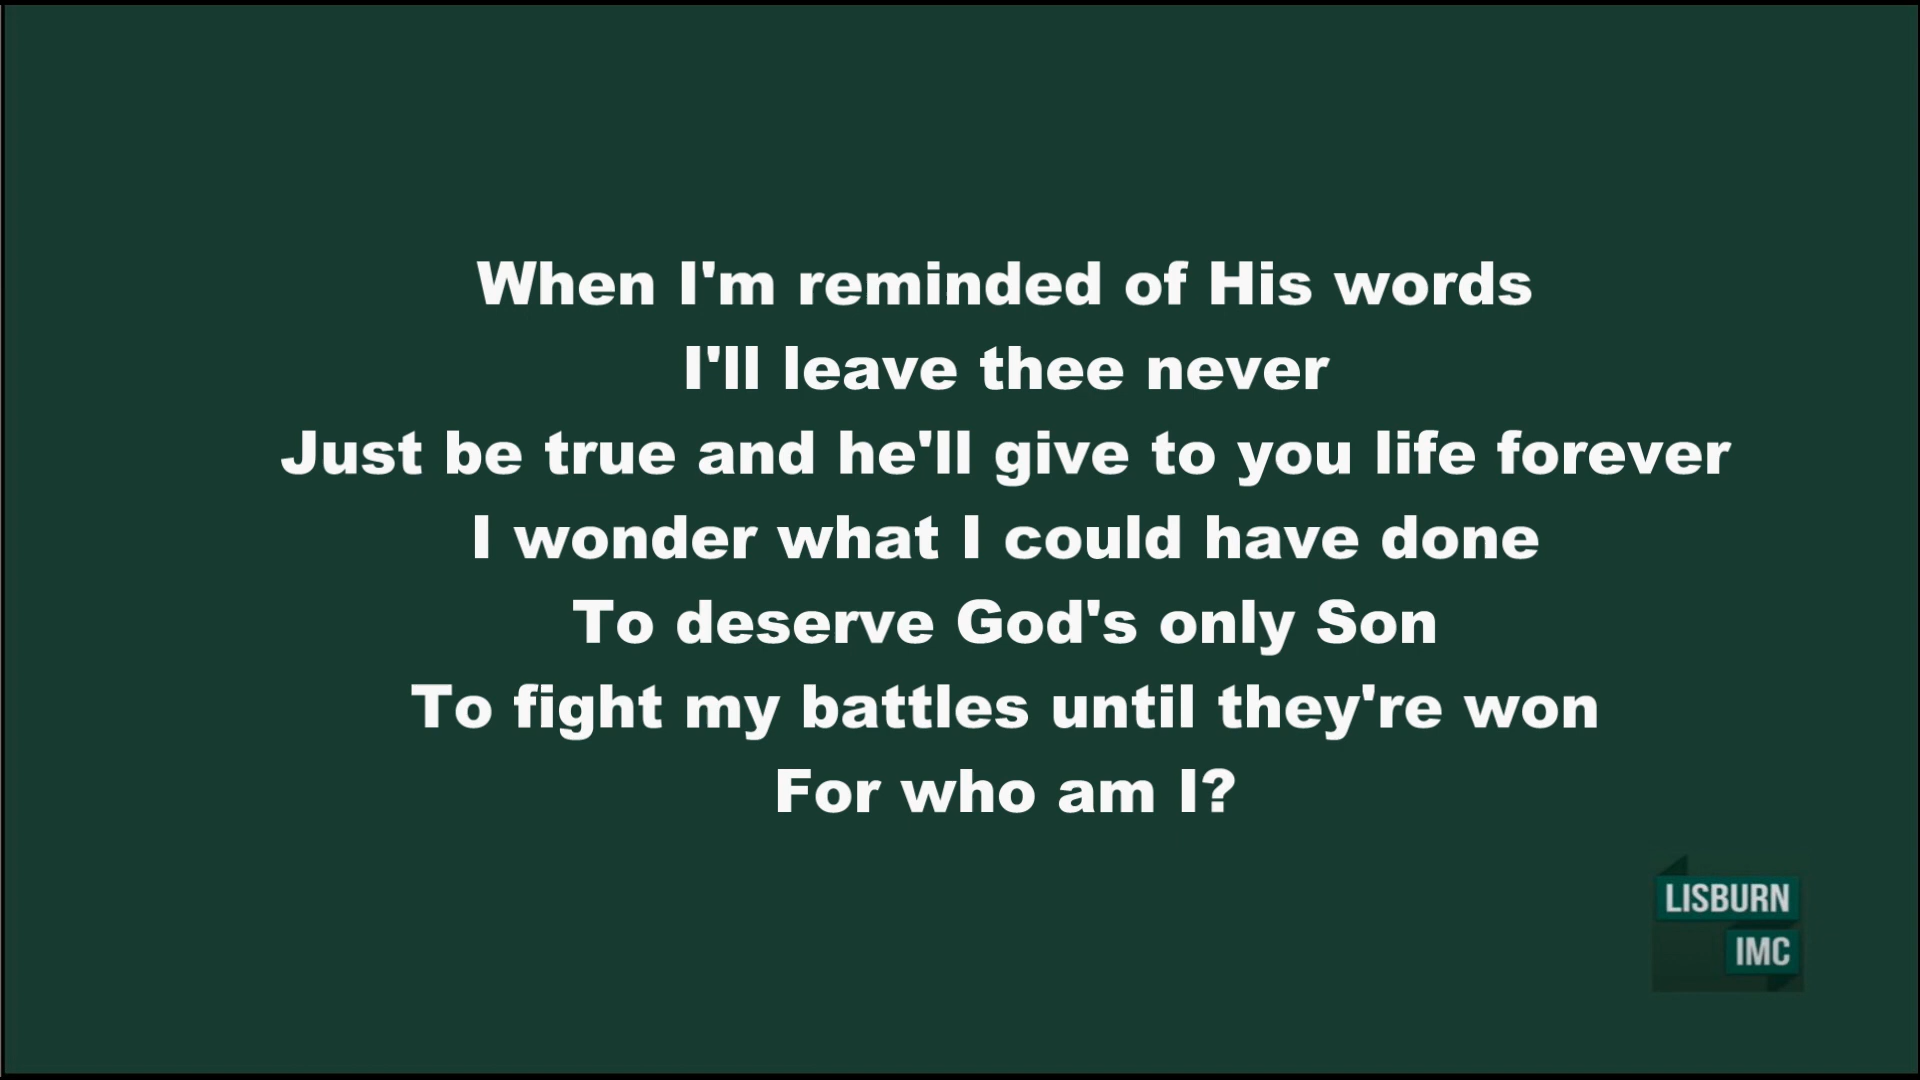 When I'm reminded of His words
I'll leave thee never
Just be true and he'll give to you life forever
I wonder what I could have done
To deserve God's only Son
To fight my battles until they're won
For who am I?
LISBURN
IMC